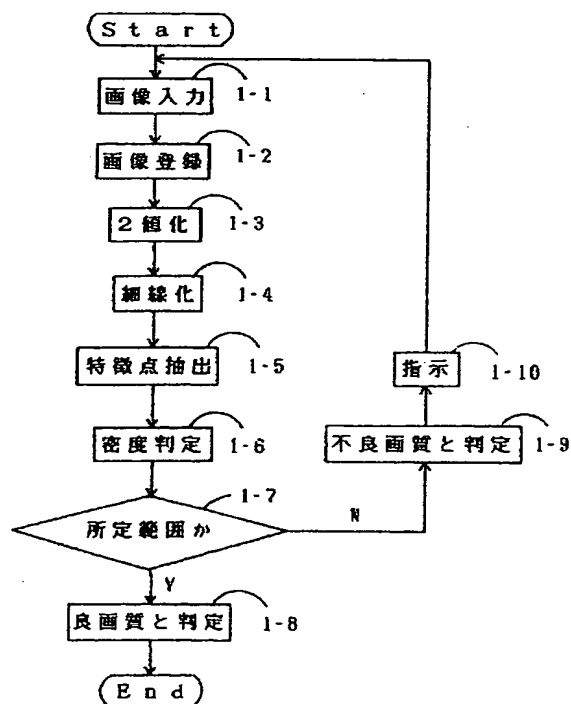 Start
画像入力 1-1
画像登録 1-2
2値化 1-3
細線化 1-4
特徴点抽出 1-5
密度判定 1-6
所定範囲か 1-7
N
Y
良画質と判定 1-8
End
不良画質と判定 1-9
指示 1-10